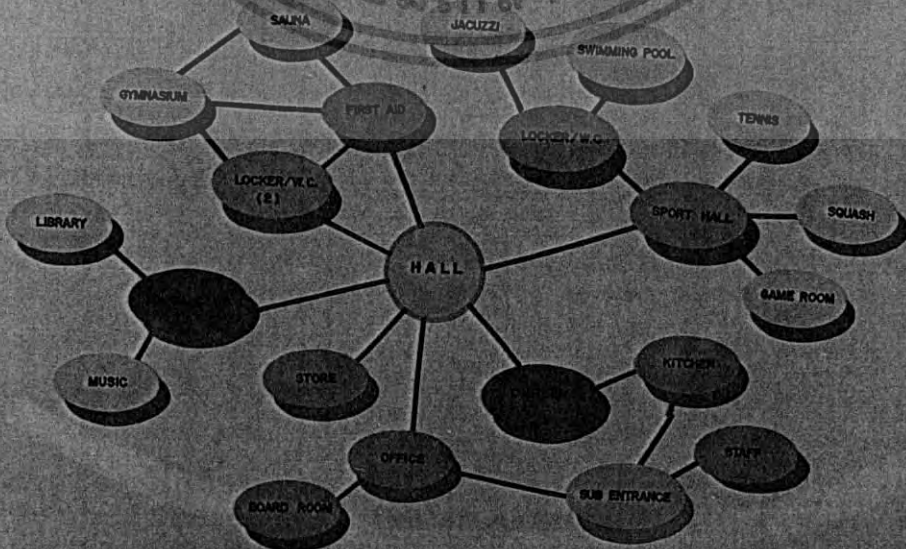 SAUNA
JACUZZI
SWIMMING POOL
GYMNASIUM
FIRST AID
TENNIS
LOCKER/W.C.
LOCKER/W.C.
(2)
LIBRARY
SPORT HALL
SQUASH
HALL
GAME ROOM
MUSIC
STORE
KITCHEN
OFFICE
STAFF
SUB ENTRANCE
BOARD ROOM